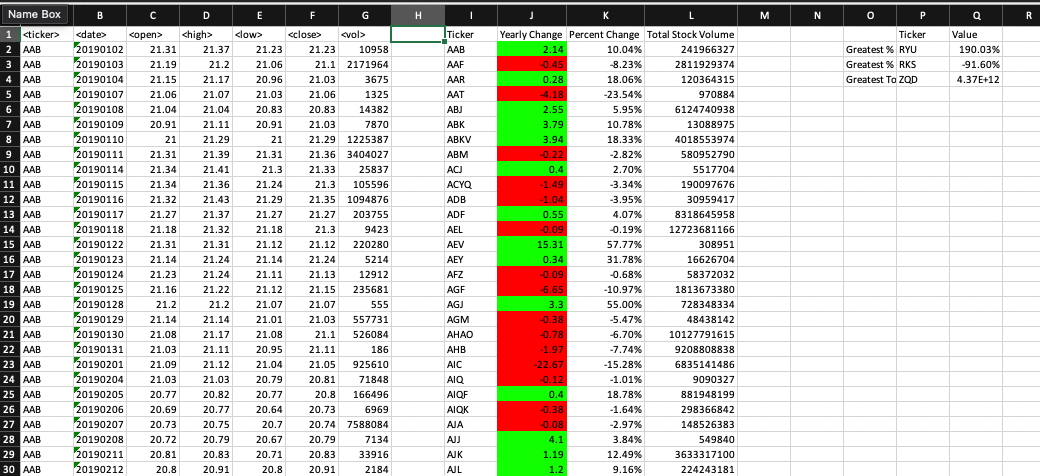 Name Box B C D E F G H I J K L M N O P Q R
1 <ticker> <date> <open> <high> <low> <close> <vol> Ticker Yearly Change Percent Change Total Stock Volume Ticker Value
2 AAB 20190102 21.31 21.37 21.23 21.23 10958 AAB 2.14 10.04% 241966327 Greatest % RYU 190.03%
3 AAB 20190103 21.19 21.2 21.06 21.1 2171964 AAF -0.45 -8.23% 2811929374 Greatest % RKS -91.60%
4 AAB 20190104 21.15 21.17 20.96 21.03 3675 AAR 0.28 18.06% 120364315 Greatest To ZQD 4.37E+12
5 AAB 20190107 21.06 21.07 21.03 21.06 1325 AAT -4.18 -23.54% 970884
6 AAB 20190108 21.04 21.04 20.83 20.83 14382 ABJ 2.55 5.95% 6124740938
7 AAB 20190109 20.91 21.11 20.91 21.03 7870 ABK 3.79 10.78% 13088975
8 AAB 20190110 21 21.29 21 21.29 1225387 ABKV 3.94 18.33% 4018553974
9 AAB 20190111 21.31 21.39 21.31 21.36 3404027 ABM -0.22 -2.82% 580952790
10 AAB 20190114 21.34 21.41 21.3 21.33 25837 ACJ 0.4 2.70% 5517704
11 AAB 20190115 21.34 21.36 21.24 21.3 105596 ACYQ -1.49 -3.34% 190097676
12 AAB 20190116 21.32 21.43 21.29 21.35 1094876 ADB -1.04 -3.95% 30959417
13 AAB 20190117 21.27 21.37 21.27 21.27 203755 ADF 0.55 4.07% 8318645958
14 AAB 20190118 21.18 21.32 21.18 21.3 9423 AEL -0.09 -0.19% 12723681166
15 AAB 20190122 21.31 21.31 21.12 21.12 220280 AEV 15.31 57.77% 308951
16 AAB 20190123 21.14 21.24 21.14 21.24 5214 AEY 0.34 31.78% 16626704
17 AAB 20190124 21.23 21.24 21.11 21.13 12912 AFZ -0.09 -0.68% 58372032
18 AAB 20190125 21.16 21.22 21.12 21.15 235681 AGF -6.65 -10.97% 1813673380
19 AAB 20190128 21.2 21.2 21.07 21.07 555 AGJ 3.3 55.00% 728348334
20 AAB 20190129 21.14 21.14 21.01 21.03 557731 AGM -0.38 -5.47% 48438142
21 AAB 20190130 21.08 21.17 21.08 21.1 526084 AHAO -0.78 -6.70% 10127791615
22 AAB 20190131 21.03 21.11 20.95 21.11 186 AHB -1.97 -7.74% 9208808838
23 AAB 20190201 21.09 21.12 21.04 21.05 925610 AIC -22.67 -15.28% 6835141486
24 AAB 20190204 21.03 21.03 20.79 20.81 71848 AIQ -0.12 -1.01% 9090327
25 AAB 20190205 20.77 20.82 20.77 20.8 166496 AIQF 0.4 18.78% 881948199
26 AAB 20190206 20.69 20.77 20.64 20.73 6969 AIQK -0.38 -1.64% 298366842
27 AAB 20190207 20.73 20.75 20.7 20.74 7588084 AJA -0.08 -2.97% 148526383
28 AAB 20190208 20.72 20.79 20.67 20.79 7134 AJJ 4.1 3.84% 549840
29 AAB 20190211 20.81 20.83 20.71 20.83 33916 AJK 1.19 12.49% 3633317100
30 AAB 20190212 20.8 20.91 20.8 20.91 2184 AJL 1.2 9.16% 224243181